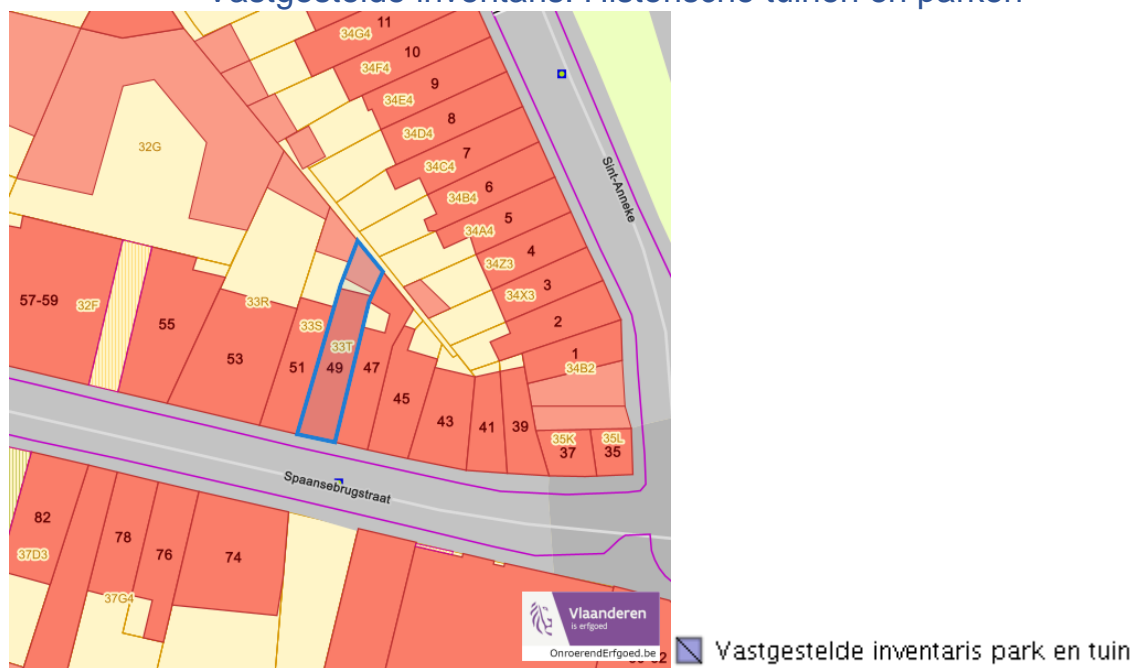 Vastgestelde inventaris: Historische tuinen en parken
11
34G4
10
34F4
9
34E4
8
34D4
7
34C4
6
34B4
5
34A4
4
34Z3
3
34X3
2
1
34B2
Sint-Anneke
32G
57-59
32F
55
33R
53
33S
51
33T
49
47
45
43
41
39
35K
37
35L
35
Spaansebrugstraat
82
37D3
78
76
74
37G4
Vlaanderen
is erfgoed
OnroerendErfgoed.be
Vastgestelde inventaris park en tuin